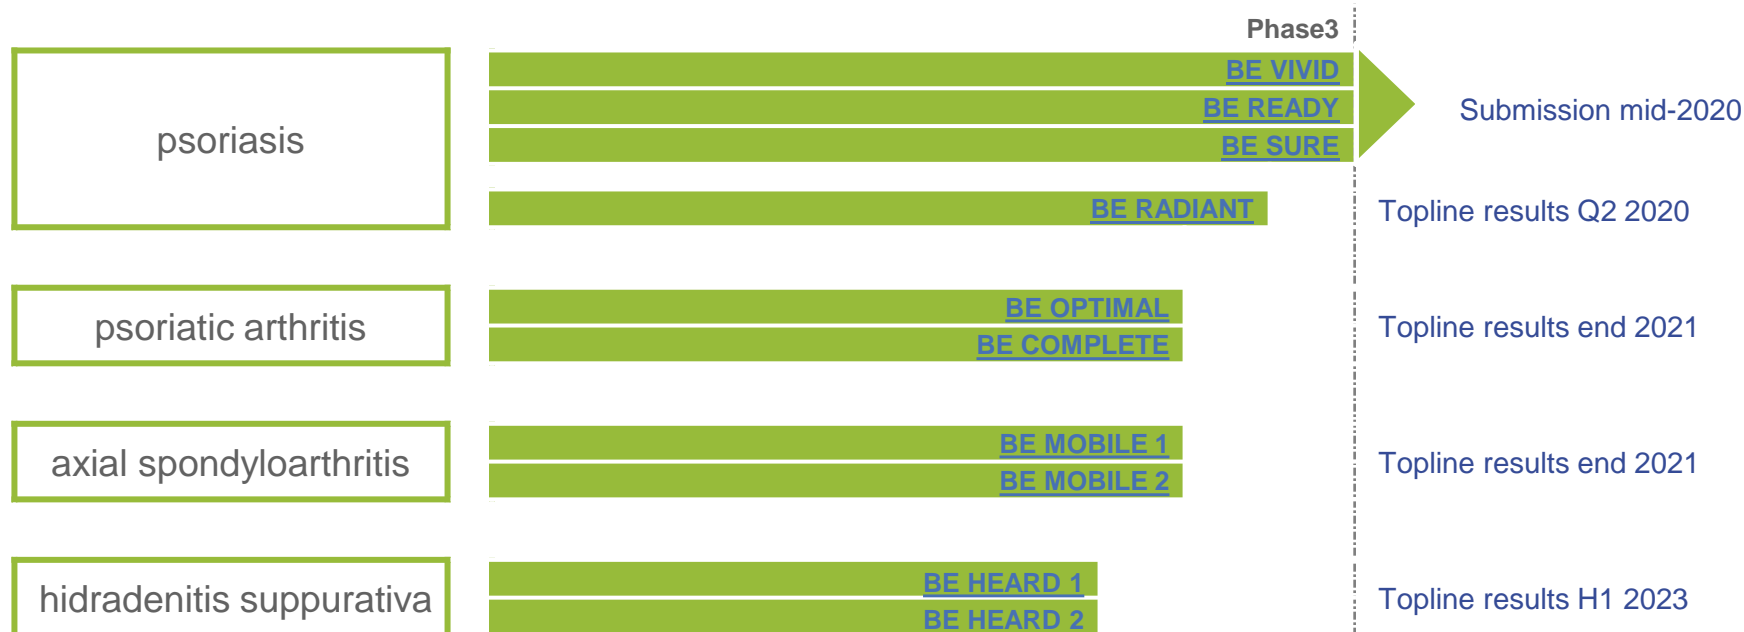 Phase3
psoriasis
BE VIVID
BE READY
BE SURE
Submission mid-2020
BE RADIANT
Topline results Q2 2020
psoriatic arthritis
BE OPTIMAL
BE COMPLETE
Topline results end 2021
axial spondyloarthritis
BE MOBILE 1
BE MOBILE 2
Topline results end 2021
hidradenitis suppurativa
BE HEARD 1
BE HEARD 2
Topline results H1 2023